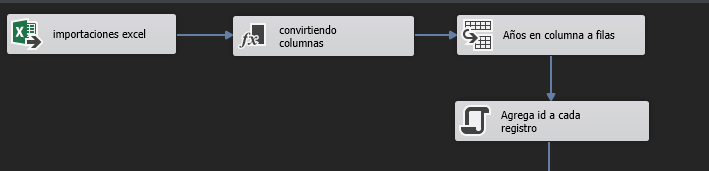 importaciones excel
convirtiendo
columnas
Años en columna a filas
Agrega id a cada
registro